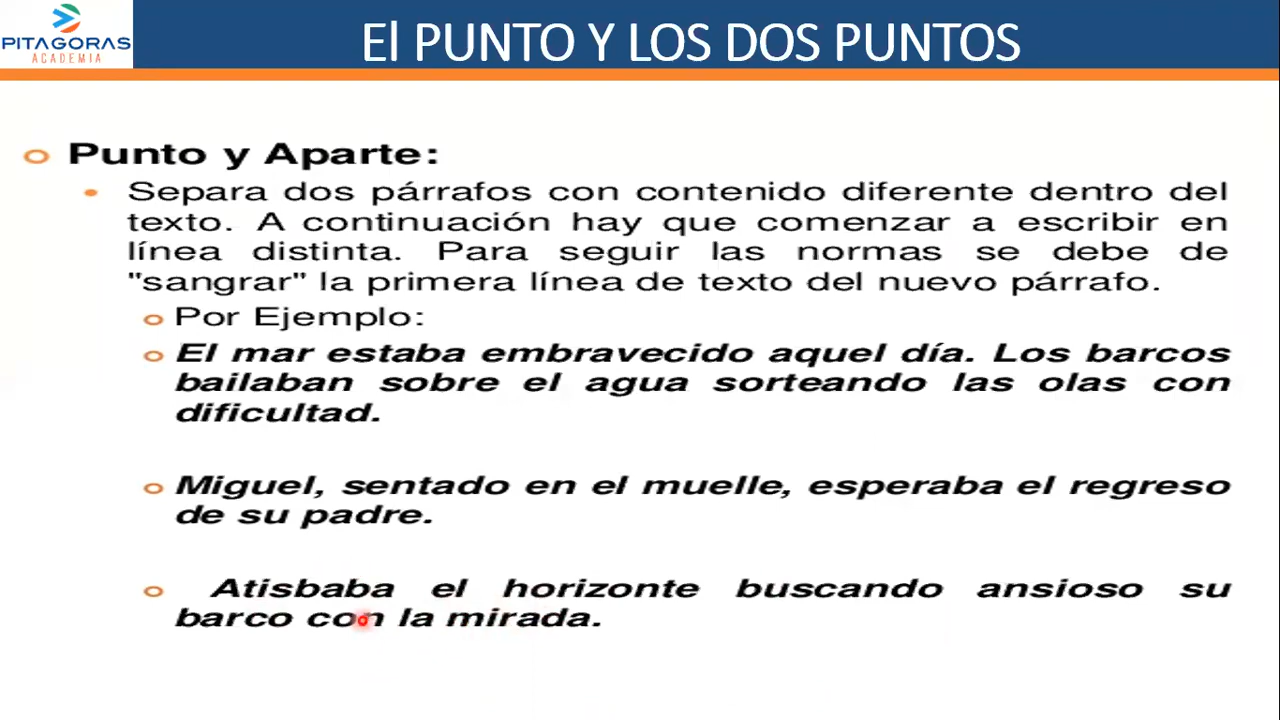 PITAGORAS
ACADEMIA
El PUNTO Y LOS DOS PUNTOS
Punto y Aparte:
Separa dos párrafos con contenido diferente dentro del
texto. A continuación hay que comenzar a escribir en
línea distinta. Para seguir las normas se debe de
"sangrar" la primera línea de texto del nuevo párrafo.
Por Ejemplo:
El mar estaba embravecido aquel día. Los barcos
bailaban sobre el agua sorteando las olas con
dificultad.
Miguel, sentado en el muelle, esperaba el regreso
de su padre.
Atisbaba el horizonte buscando ansioso su
barco con la mirada.